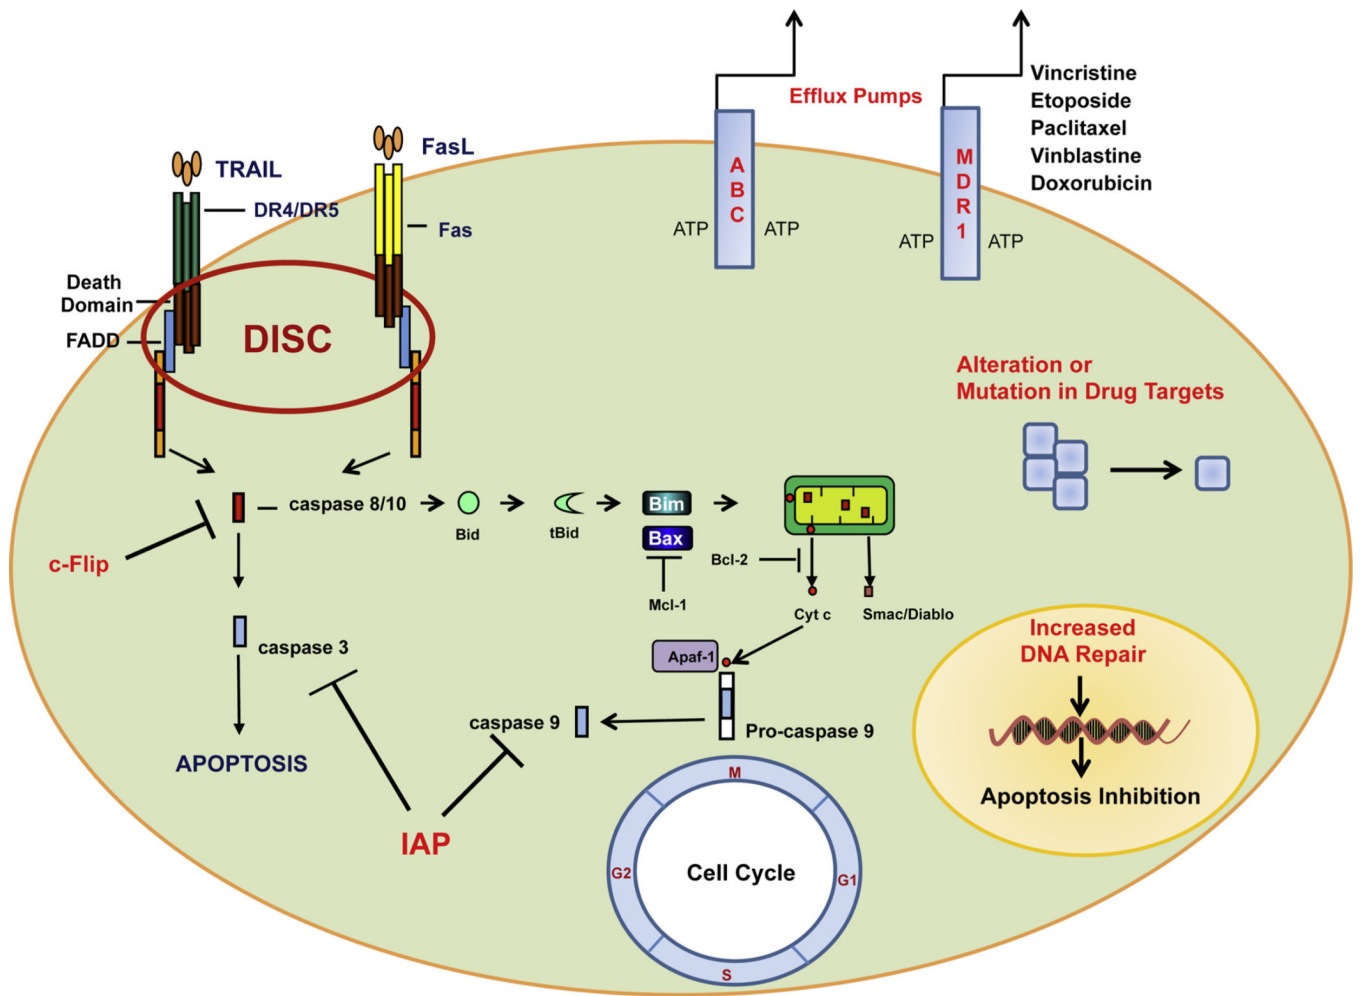 Efflux Pumps
Vincristine
Etoposide
Paclitaxel
Vinblastine
Doxorubicin
A
B
C
M
D
R
1
ATP
ATP
ATP
ATP
TRAIL
FasL
DR4/DR5
Fas
Death
Domain
FADD
DISC
Alteration or
Mutation in Drug Targets
caspase 8/10
Bid
tBid
Bim
Bax
Mcl-1
Bcl-2
Cyt c
Smac/Diablo
c-Flip
caspase 3
Apaf-1
caspase 9
Pro-caspase 9
APOPTOSIS
IAP
Increased
DNA Repair
Apoptosis Inhibition
M
G2
Cell Cycle
G1
S